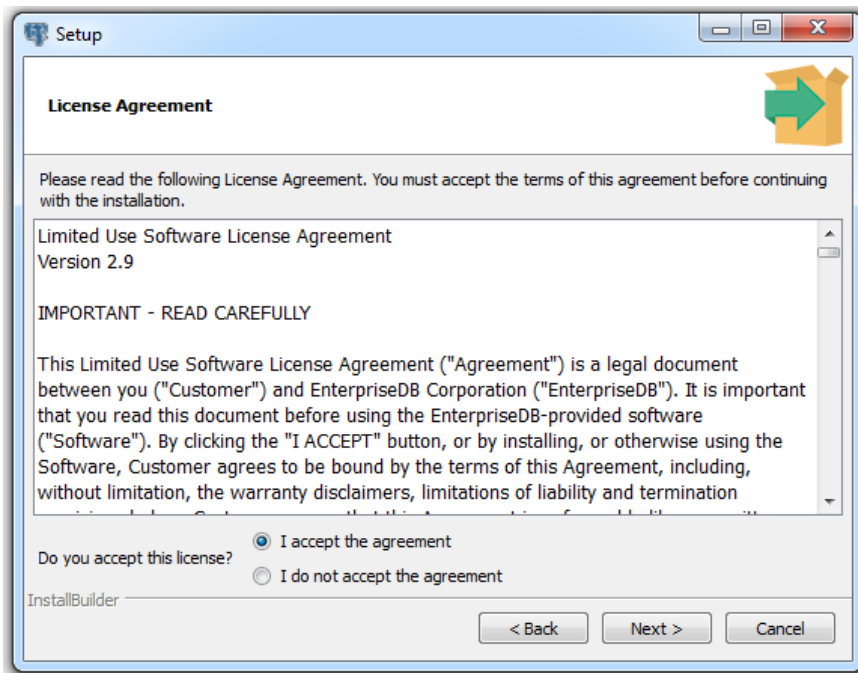 Setup
License Agreement
Please read the following License Agreement. You must accept the terms of this agreement before continuing
with the installation.
Limited Use Software License Agreement
Version 2.9
IMPORTANT - READ CAREFULLY
This Limited Use Software License Agreement ("Agreement") is a legal document
between you ("Customer") and EnterpriseDB Corporation ("EnterpriseDB"). It is important
that you read this document before using the EnterpriseDB-provided software
("Software"). By clicking the "I ACCEPT" button, or by installing, or otherwise using the
Software, Customer agrees to be bound by the terms of this Agreement, including,
without limitation, the warranty disclaimers, limitations of liability and termination
Do you accept this license?
I accept the agreement
I do not accept the agreement
InstallBuilder
< Back
Next >
Cancel